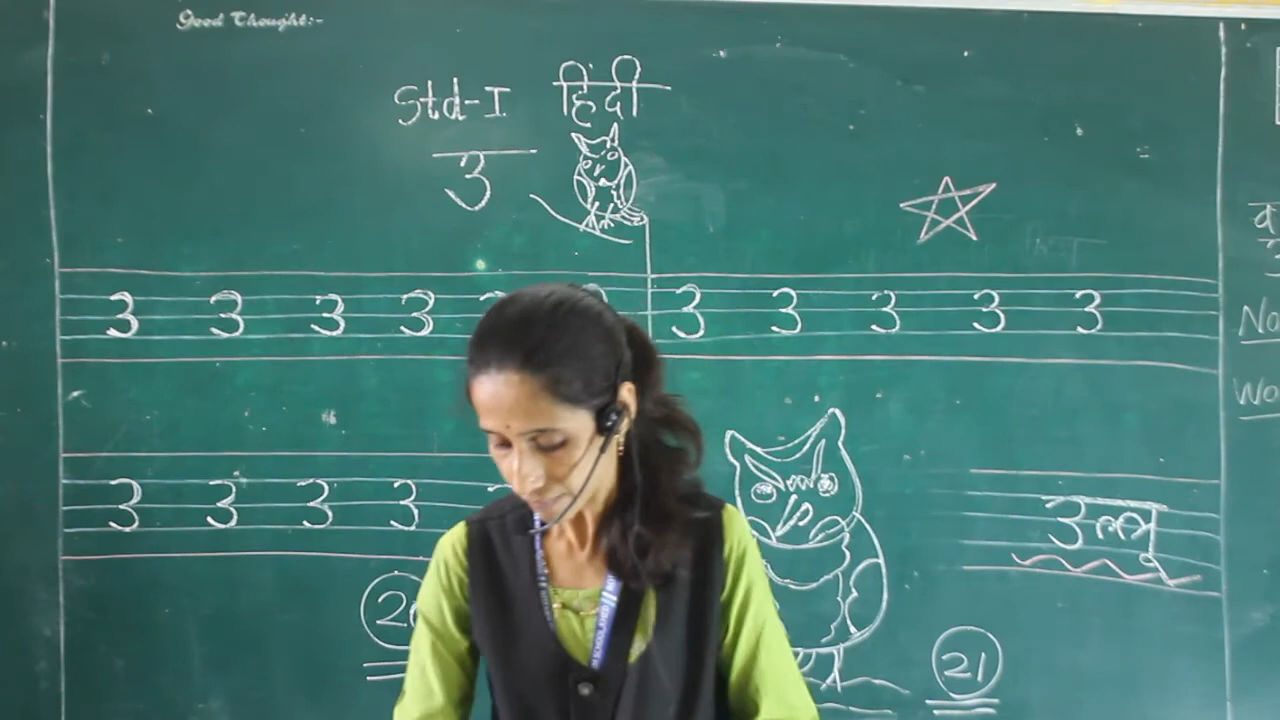 Good Thought:-
Std-I हिंदी
उ
उ उ उ उ उ उ उ उ उ
उ उ उ उ
उल्लू
21